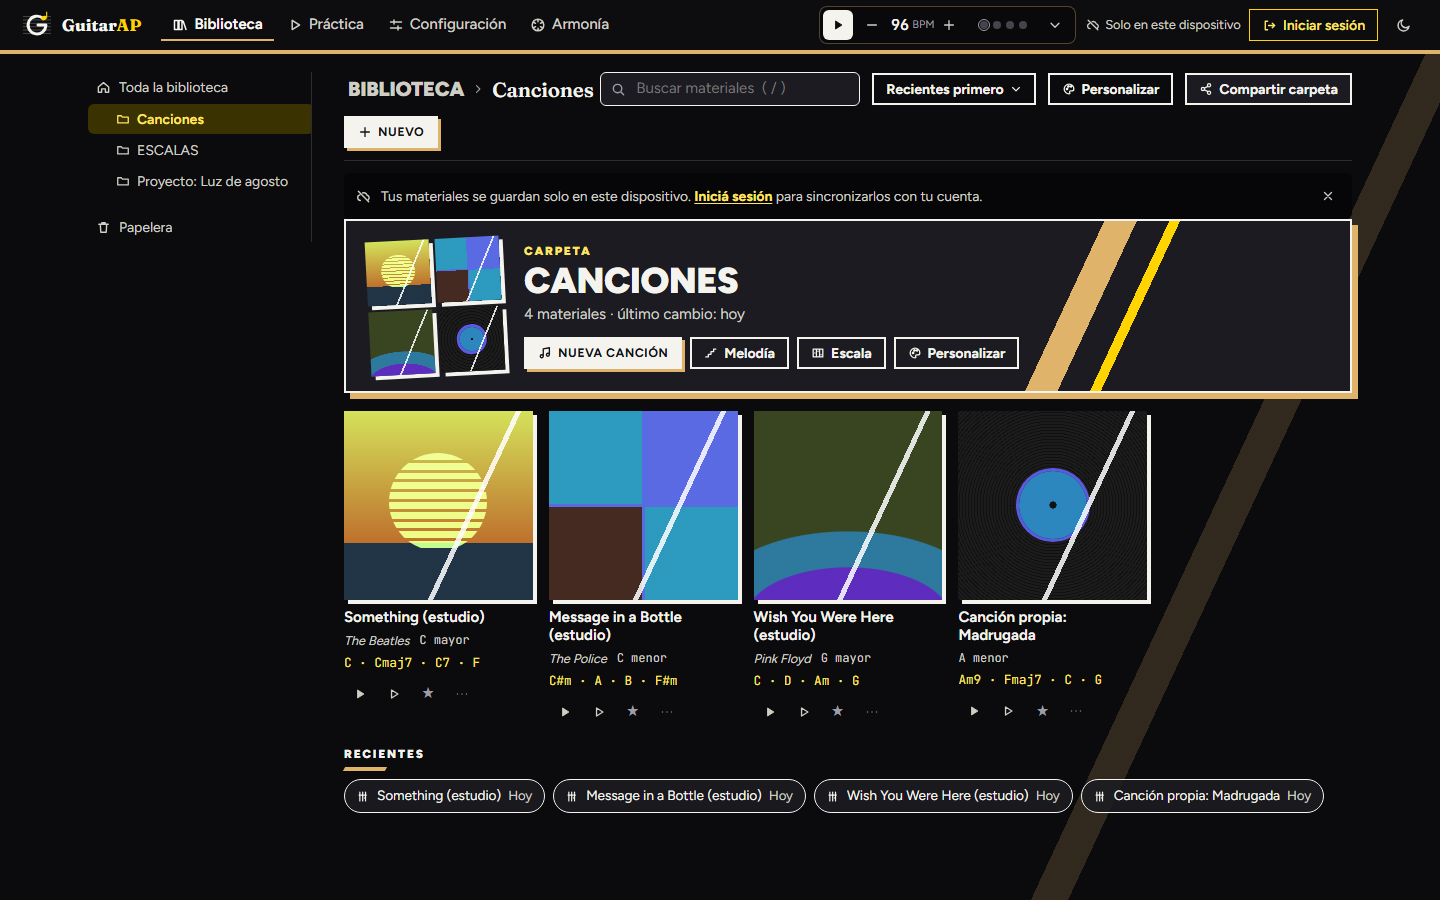 GuitarAP
Biblioteca
Práctica
Configuración
Armonía
96 BPM
Solo en este dispositivo
Iniciar sesión
Toda la biblioteca
Canciones
ESCALAS
Proyecto: Luz de agosto
Papelera
BIBLIOTECA › Canciones
Buscar materiales ( / )
Recientes primero
Personalizar
Compartir carpeta
+ NUEVO
Tus materiales se guardan solo en este dispositivo. Iniciá sesión para sincronizarlos con tu cuenta.
CARPETA
CANCIONES
4 materiales · último cambio: hoy
NUEVA CANCIÓN
Melodía
Escala
Personalizar
Something (estudio)
The Beatles C mayor
C · Cmaj7 · C7 · F
Message in a Bottle
(estudio)
The Police C menor
C#m · A · B · F#m
Wish You Were Here
(estudio)
Pink Floyd G mayor
C · D · Am · G
Canción propia:
Madrugada
A menor
Am9 · Fmaj7 · C · G
RECIENTES
Something (estudio) Hoy
Message in a Bottle (estudio) Hoy
Wish You Were Here (estudio) Hoy
Canción propia: Madrugada Hoy